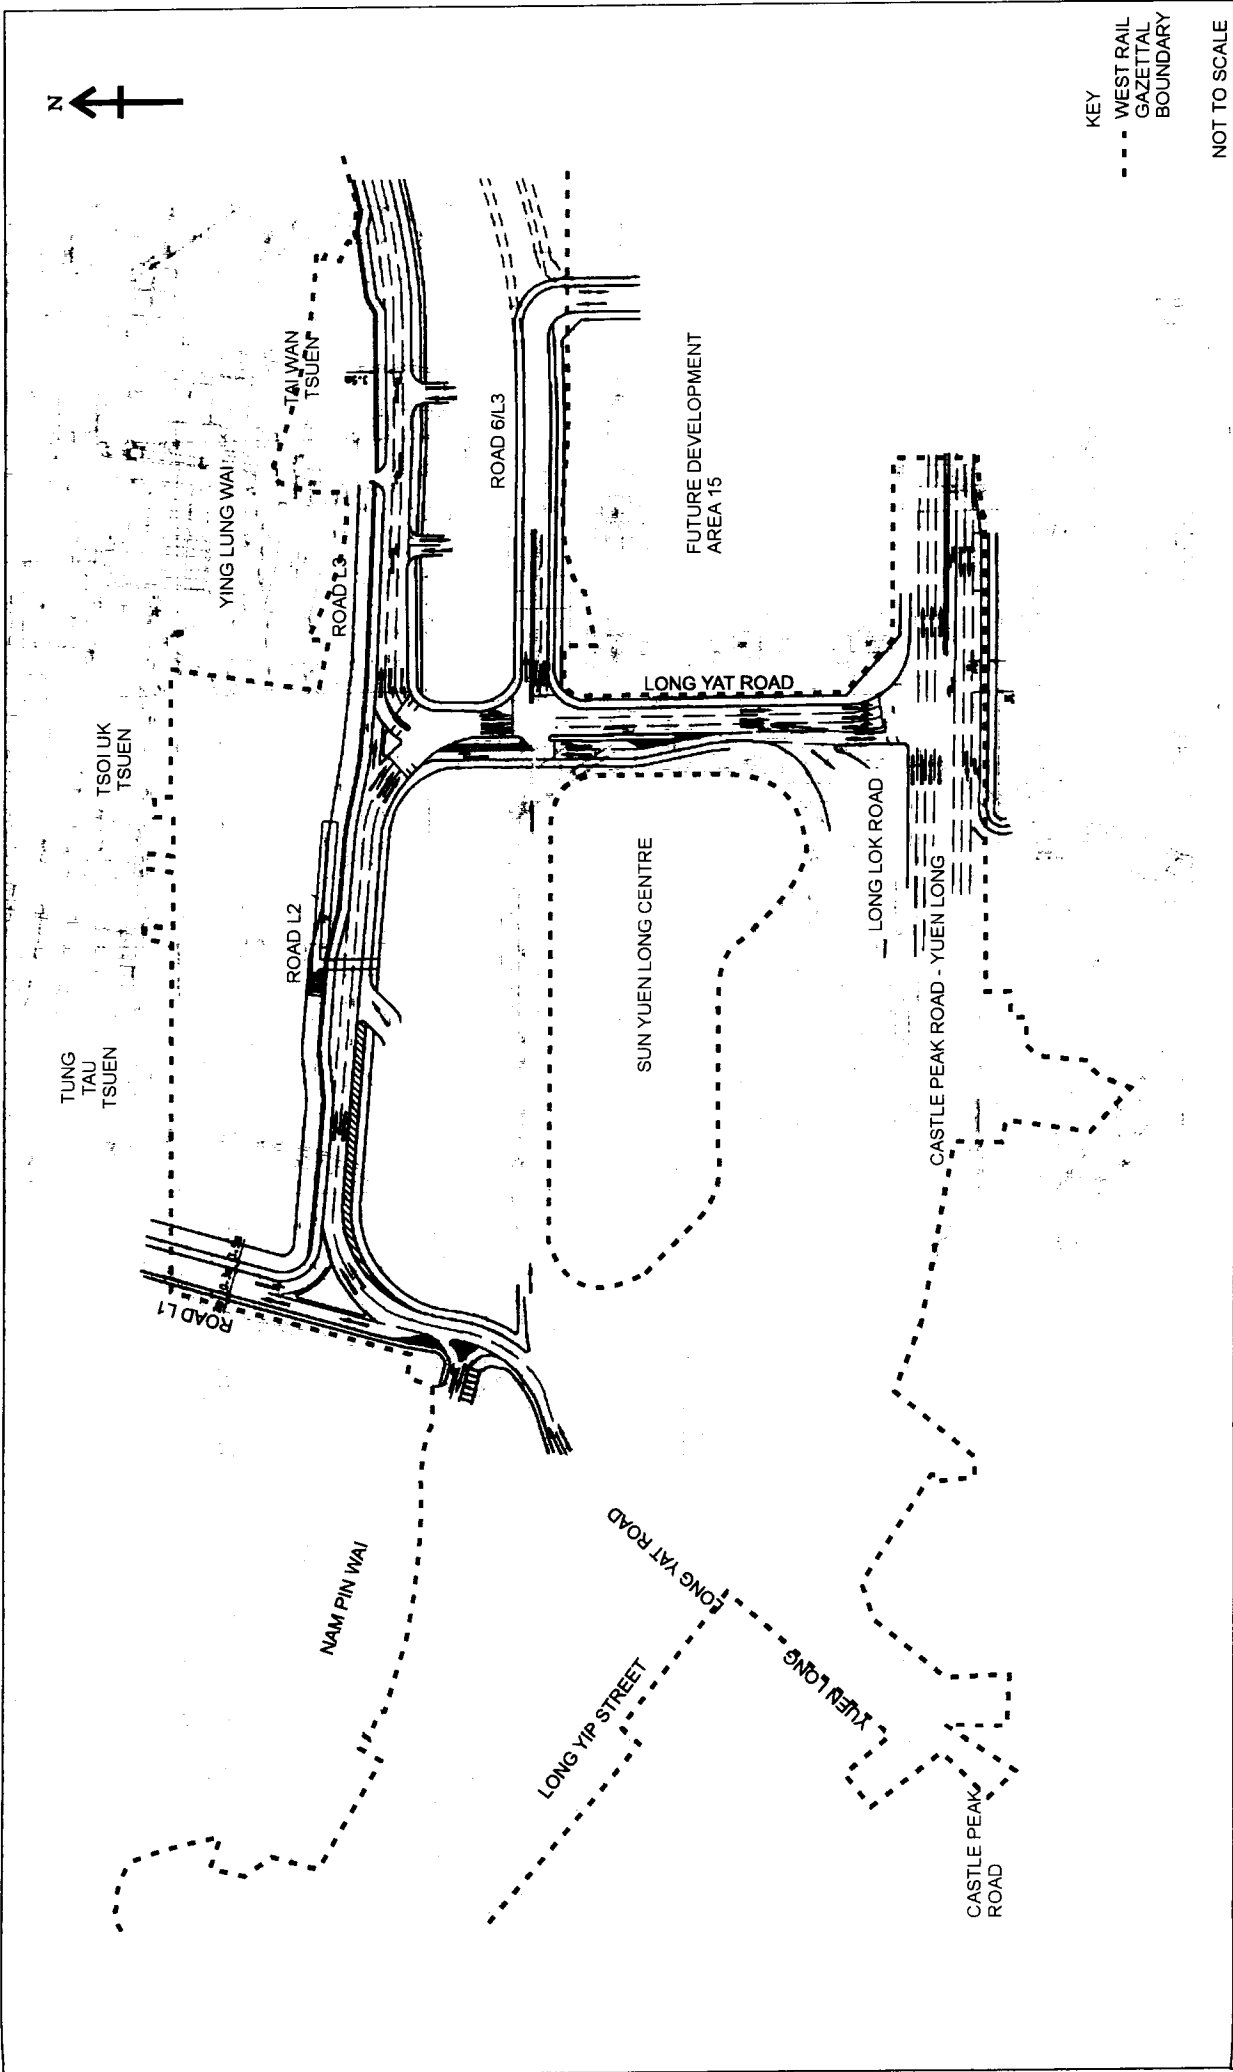 N
TUNG
TAU
TSUEN
TSOI UK
TSUEN
YING LUNG WAI
TAI WAN
TSUEN
ROAD L1
ROAD L2
ROAD L3
ROAD 6/L3
NAM PIN WAI
LONG YIP STREET
LONG YAT ROAD
YUEN LONG
SUN YUEN LONG CENTRE
LONG YAT ROAD
FUTURE DEVELOPMENT
AREA 15
LONG LOK ROAD
CASTLE PEAK ROAD - YUEN LONG
CASTLE PEAK
ROAD
KEY
WEST RAIL
GAZETTAL
BOUNDARY
NOT TO SCALE